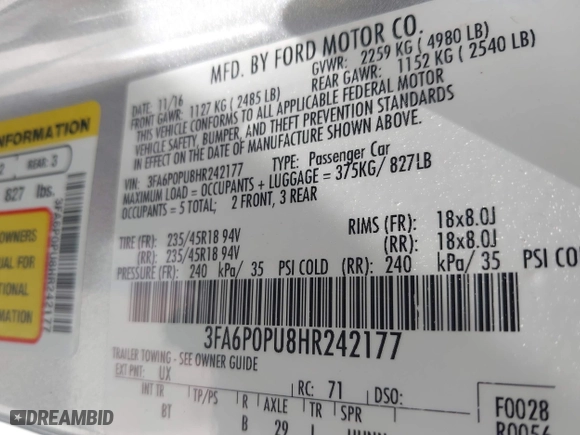 MFD. BY FORD MOTOR CO.
DATE: 11/16 GVWR: 2259 KG ( 4980 LB)
FRONT GAWR: 1127 KG ( 2485 LB) REAR GAWR: 1152 KG ( 2540 LB)
THIS VEHICLE CONFORMS TO ALL APPLICABLE FEDERAL MOTOR
VEHICLE SAFETY, BUMPER, AND THEFT PREVENTION STANDARDS
IN EFFECT ON THE DATE OF MANUFACTURE SHOWN ABOVE.
VIN: 3FA6P0PU8HR242177 TYPE: Passenger Car
MAXIMUM LOAD = OCCUPANTS + LUGGAGE = 375KG/ 827LB
OCCUPANTS = 5 TOTAL; 2 FRONT, 3 REAR
TIRE (FR): 235/45R18 94V RIMS (FR): 18x8.0J
(RR): 235/45R18 94V (RR): 18x8.0J
PRESSURE (FR): 240 kPa/ 35 PSI COLD (RR): 240 kPa/ 35 PSI CO
3FA6P0PU8HR242177
TRAILER TOWING - SEE OWNER GUIDE
EXT PNT: UX RC: 71 DSO:
INT TR TP/PS R AXLE TR SPR F0028
BT B 29 R0056
INFORMATION
2 REAR: 3
827 lbs.
OWNERS
AL FOR
TIONAL
MATION
3FA6P0PU8HR242177
DREAMBID